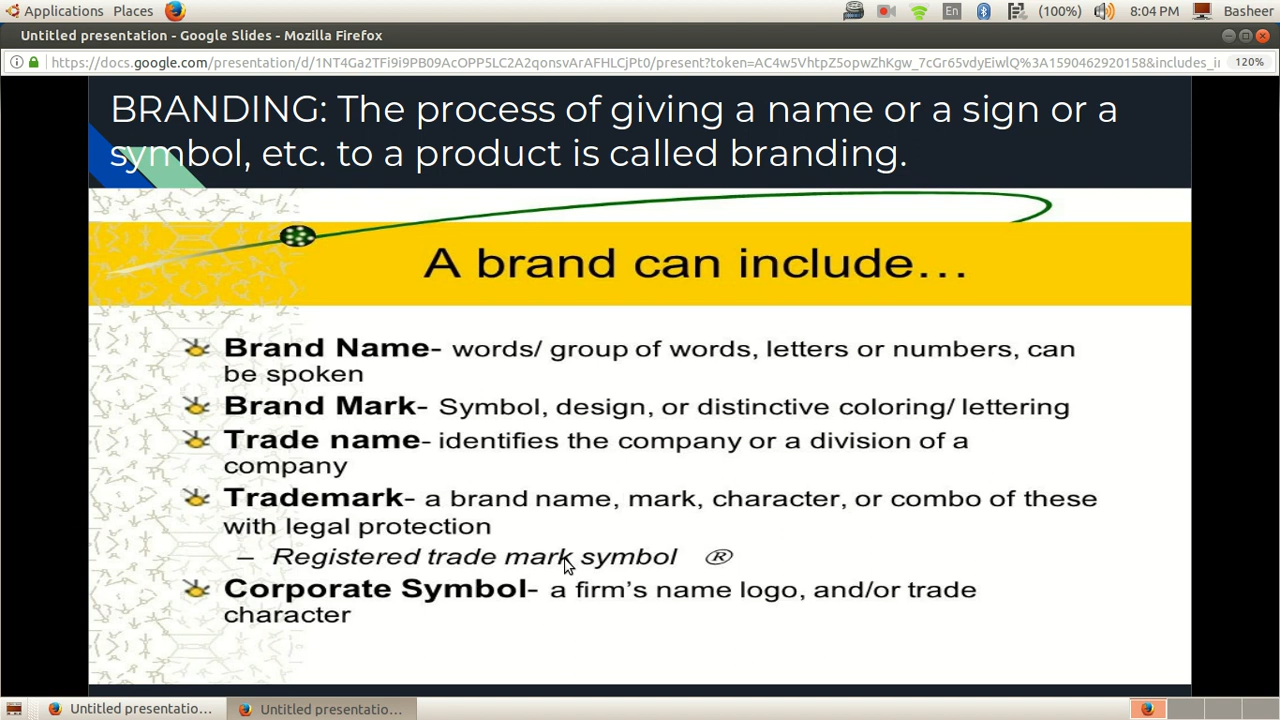 Applications Places En (100%) 8:04 PM Basheer
Untitled presentation - Google Slides - Mozilla Firefox
https://docs.google.com/presentation/d/1NT4Ga2TFi9i9PB09AcOPP5LC2A2qonsvArAFHLCjPt0/present?token=AC4w5VhtpZ5opwZhKgw_7cGr65vdyEiwlQ%3A1590462920158&includes_i 120%
BRANDING: The process of giving a name or a sign or a
symbol, etc. to a product is called branding.
A brand can include...
Brand Name- words/ group of words, letters or numbers, can
be spoken
Brand Mark- Symbol, design, or distinctive coloring/ lettering
Trade name- identifies the company or a division of a
company
Trademark- a brand name, mark, character, or combo of these
with legal protection
– Registered trade mark symbol ®
Corporate Symbol- a firm's name logo, and/or trade
character
Untitled presentatio... Untitled presentatio...